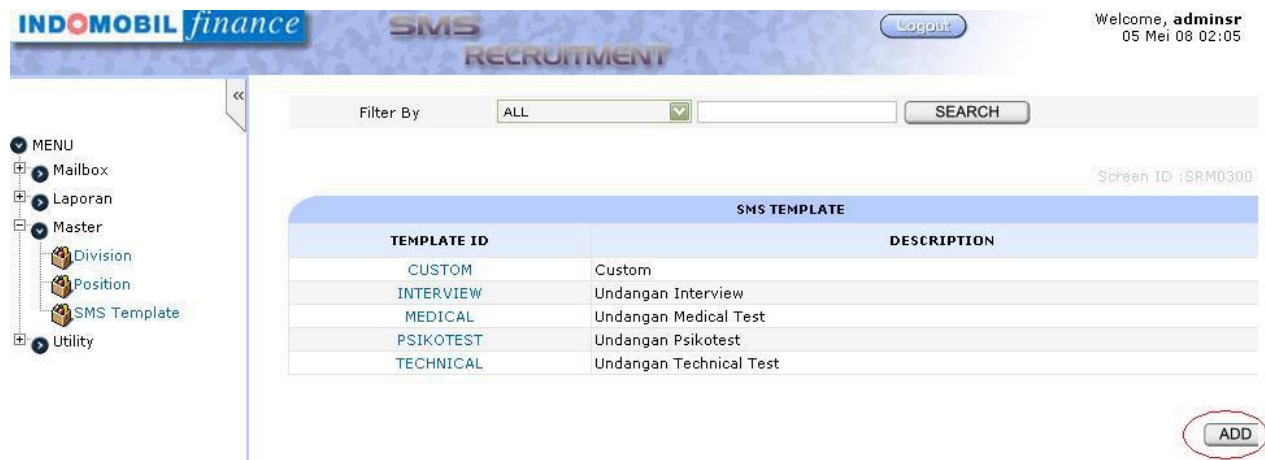 INDOMOBIL finance
SMS RECRUITMENT
Logout
Welcome, adminsr
05 Mei 08 02:05
Filter By ALL SEARCH
MENU
Mailbox
Laporan
Master
Division
Position
SMS Template
Utility
Screen ID :SRM0300
SMS TEMPLATE
TEMPLATE ID DESCRIPTION
CUSTOM Custom
INTERVIEW Undangan Interview
MEDICAL Undangan Medical Test
PSIKOTEST Undangan Psikotest
TECHNICAL Undangan Technical Test
ADD